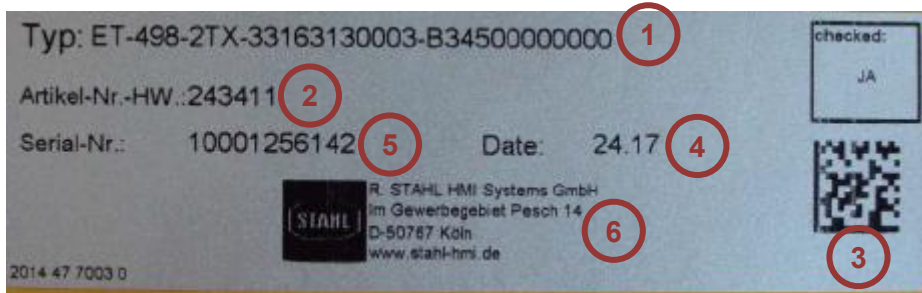 Typ: ET-498-2TX-33163130003-B34500000000 1
checked:
JA
Artikel-Nr.-HW.:243411 2
Serial-Nr.: 10001256142 5 Date: 24.17 4
STAHL
R. STAHL HMI Systems GmbH
Im Gewerbegebiet Pesch 14
D-50767 Köln
www.stahl-hmi.de
6
3
2014 47 7003 0